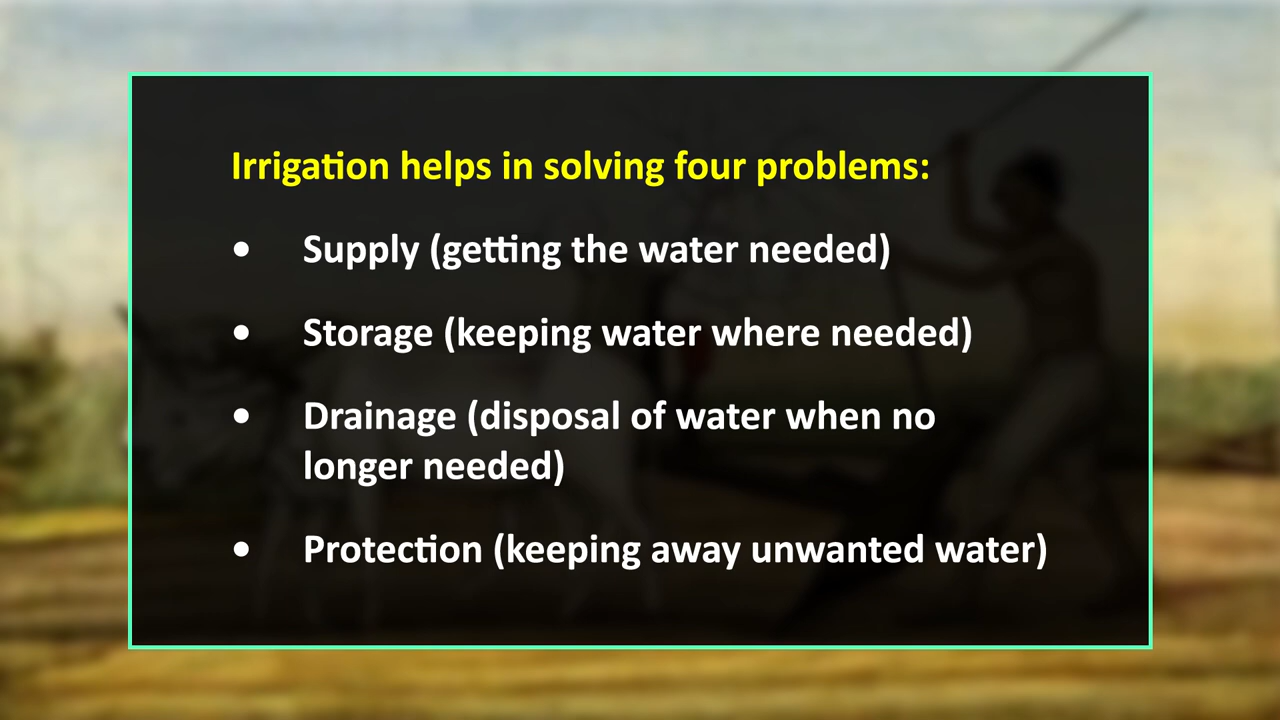 Irrigation helps in solving four problems:
• Supply (getting the water needed)
• Storage (keeping water where needed)
• Drainage (disposal of water when no
longer needed)
• Protection (keeping away unwanted water)